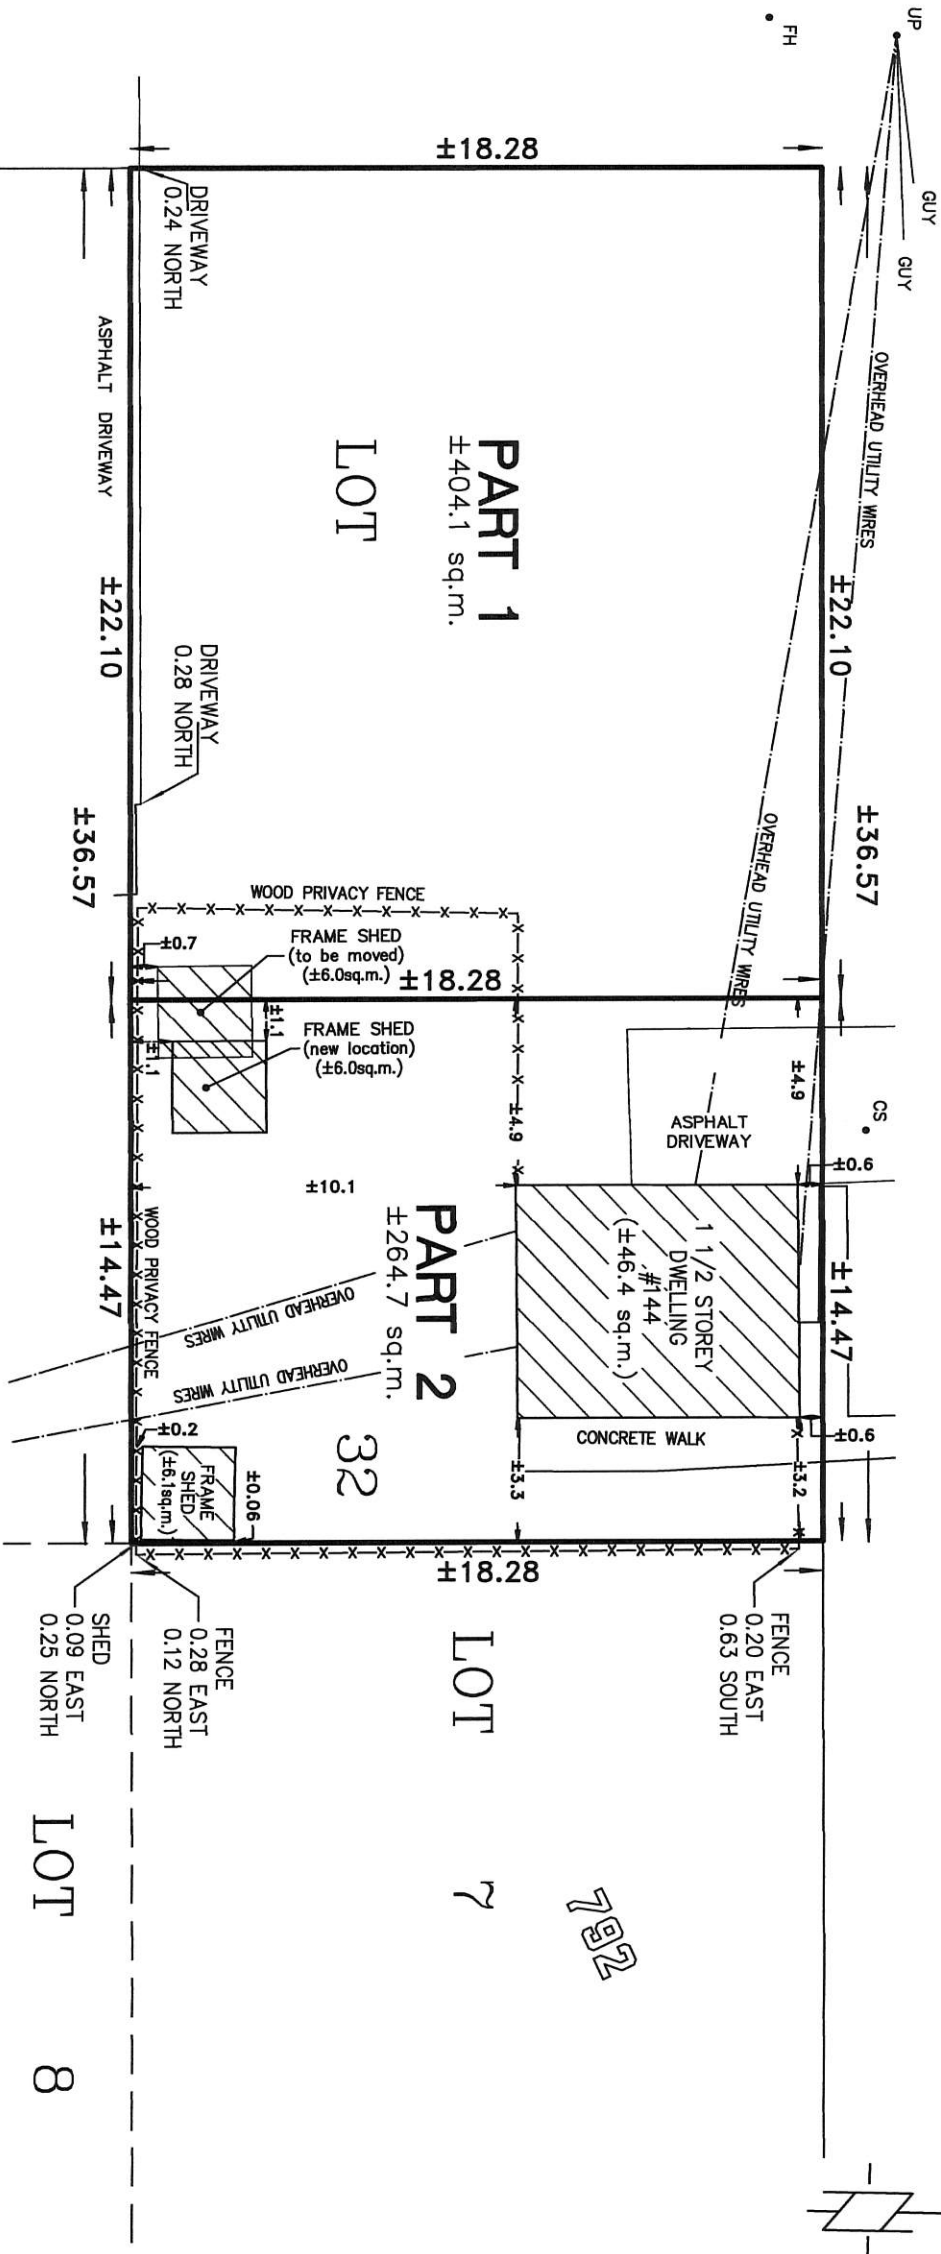 UP
FH
GUY
GUY
±18.28
OVERHEAD UTILITY WIRES
DRIVEWAY
0.24 NORTH
ASPHALT DRIVEWAY
PART 1
±404.1 sq.m.
LOT
±22.10
±22.10
DRIVEWAY
0.28 NORTH
±36.57
±36.57
OVERHEAD UTILITY WIRES
WOOD PRIVACY FENCE
±0.7
FRAME SHED
(to be moved)
(±6.0sq.m.)
±18.28
±1.1
FRAME SHED
(new location)
(±6.0sq.m.)
±1.1
±4.9
±4.9
CS
ASPHALT
DRIVEWAY
±0.6
±10.1
WOOD PRIVACY FENCE
±14.47
±14.47
PART 2
±264.7 sq.m.
1 1/2 STOREY
DWELLING
#144
(±46.4 sq.m.)
OVERHEAD UTILITY WIRES
OVERHEAD UTILITY WIRES
±0.2
32
CONCRETE WALK
±0.6
FRAME
SHED
(±6.1sq.m.)
±0.06
±3.3
±3.2
±18.28
FENCE
0.20 EAST
0.63 SOUTH
FENCE
0.28 EAST
0.12 NORTH
SHED
0.09 EAST
0.25 NORTH
LOT
7
792
LOT
8